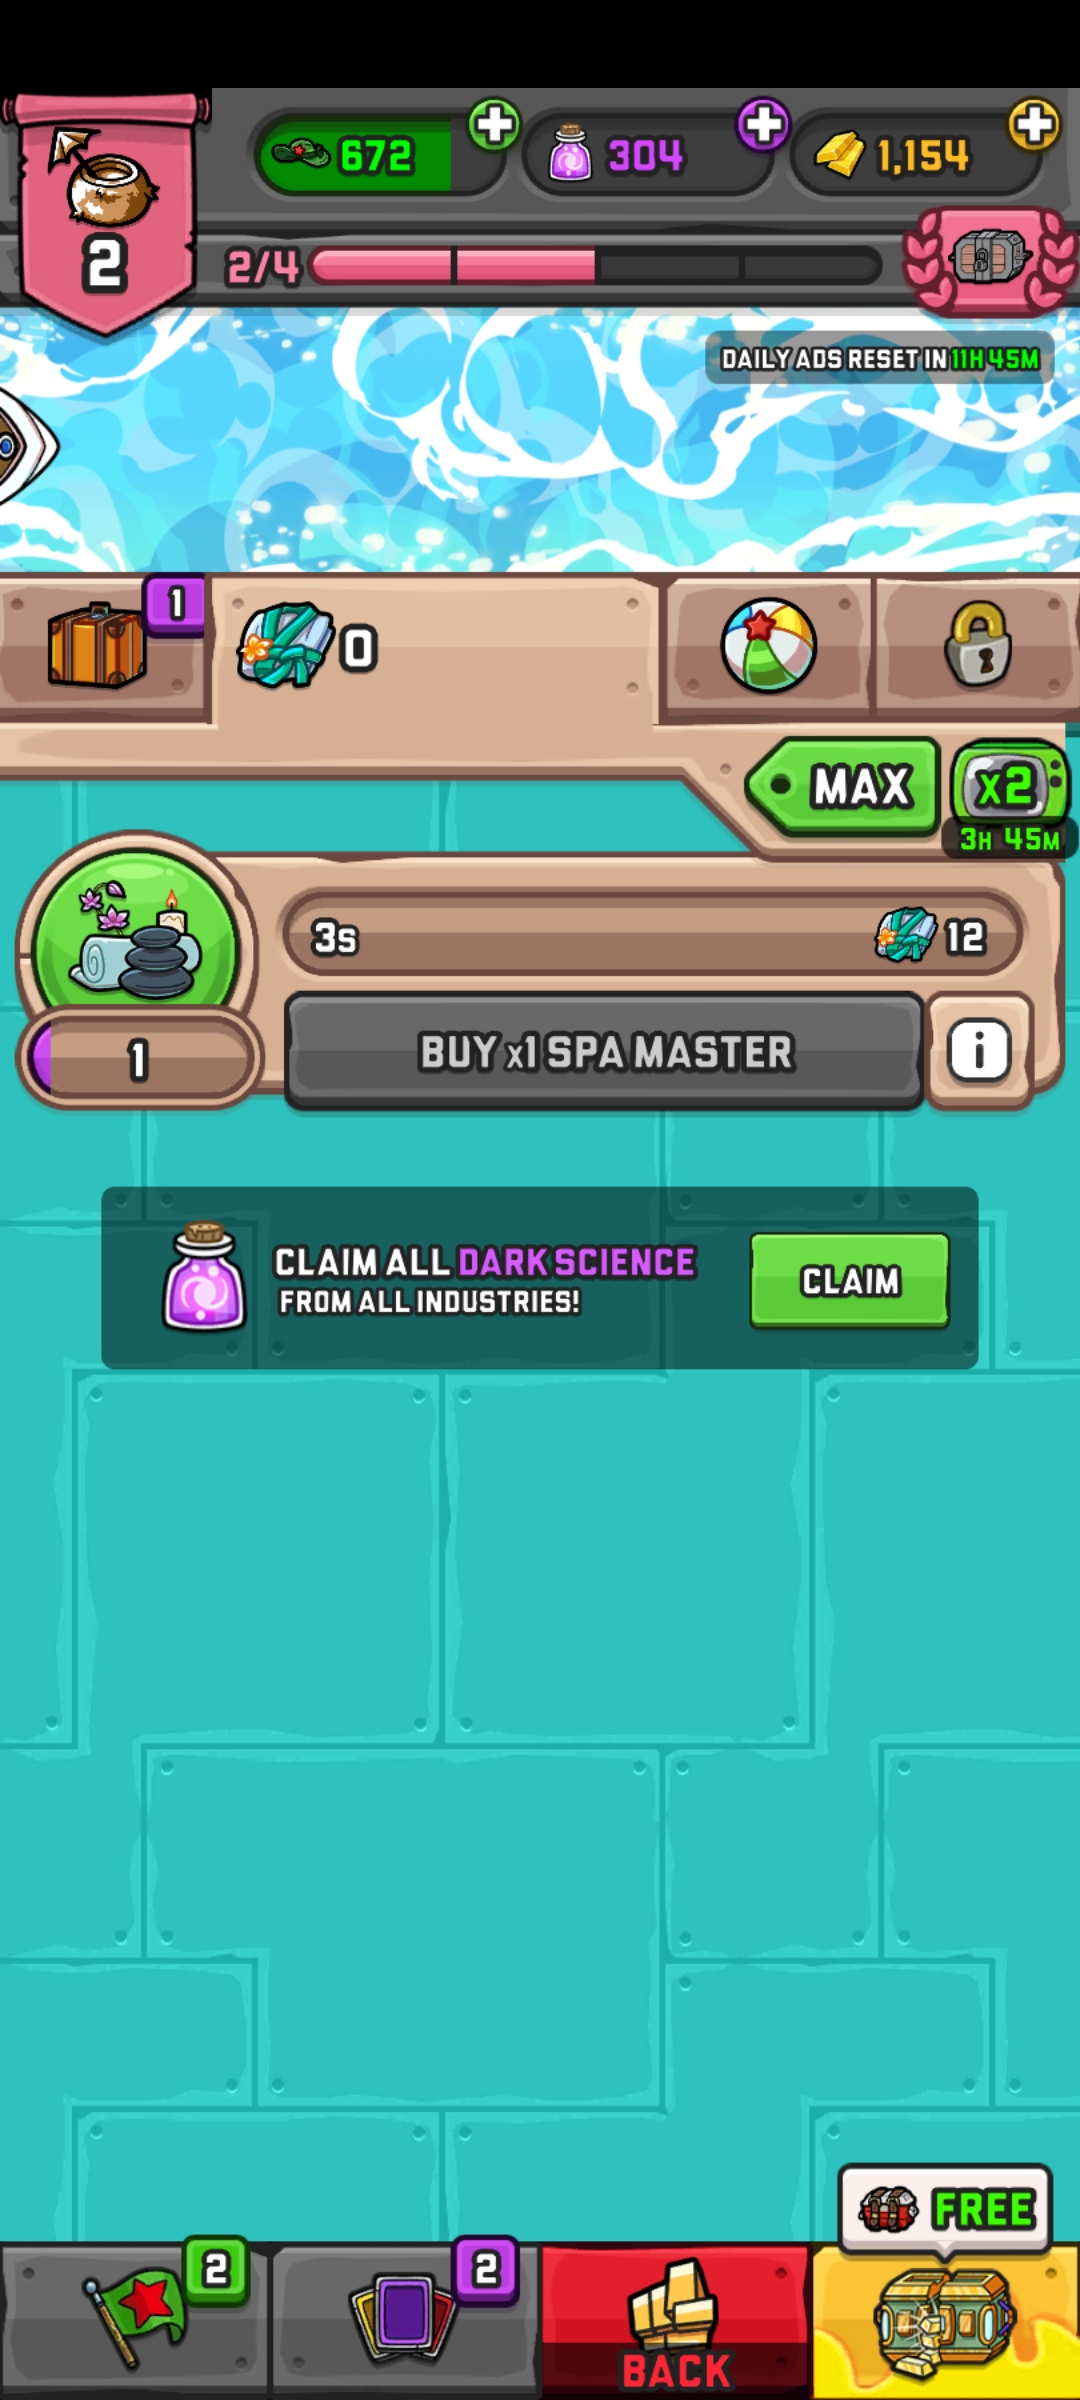 672
304
1,154
2
2/4
DAILY ADS RESET IN 11H 45M
1
0
MAX
x2
3H 45M
3s
12
1
BUY x1 SPA MASTER
i
CLAIM ALL DARK SCIENCE
FROM ALL INDUSTRIES!
CLAIM
FREE
2
2
BACK